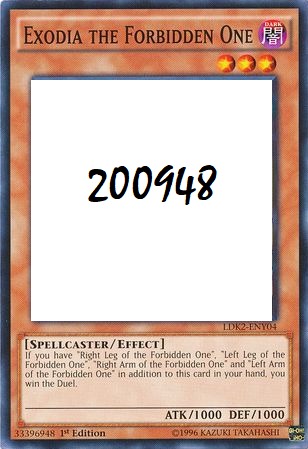 EXODIA THE FORBIDDEN ONE
DARK
闇
200948
LDK2-ENY04
[SPELLCASTER/EFFECT]
If you have "Right Leg of the Forbidden One", "Left Leg of
the Forbidden One", "Right Arm of the Forbidden One" and "Left Arm
of the Forbidden One" in addition to this card in your hand, you
win the Duel.
ATK/1000 DEF/1000
33396948 1st Edition ©1996 KAZUKI TAKAHASHI